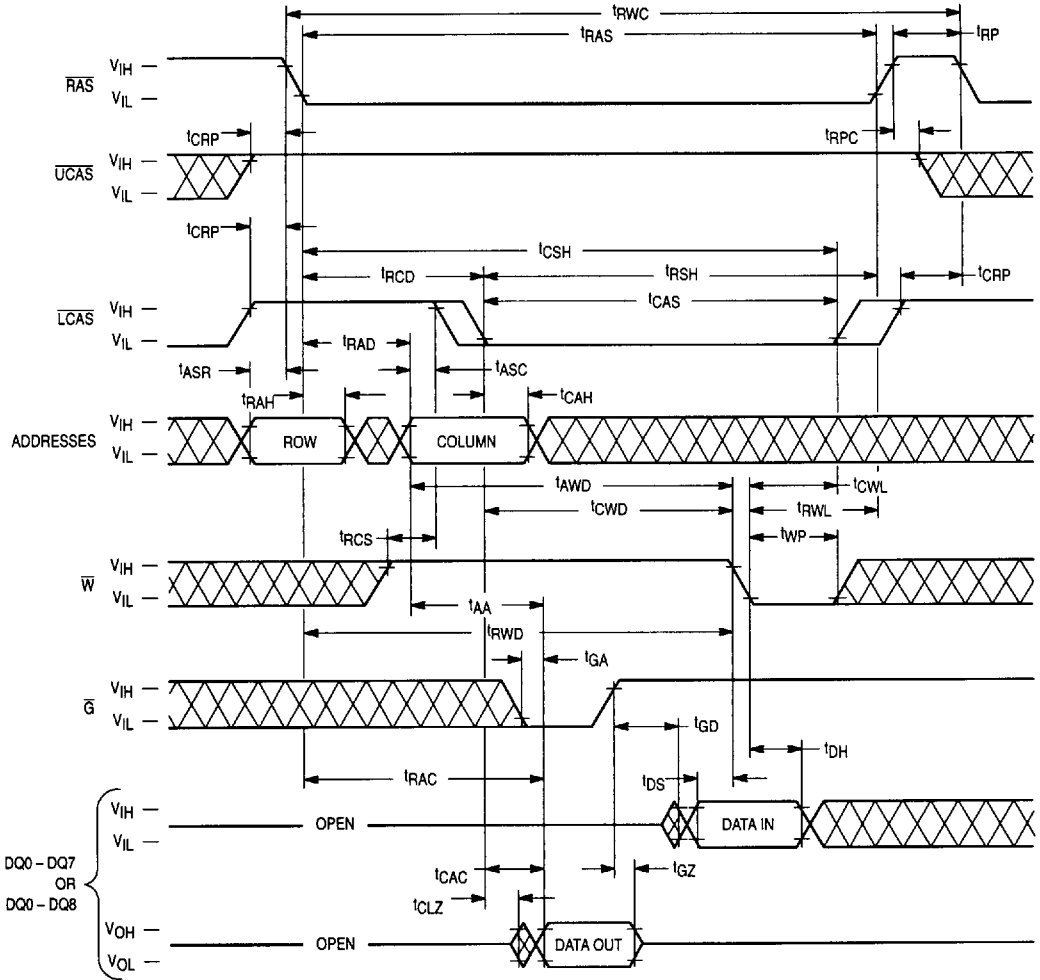 tRWC
tRAS
tRP
RAS
VIH
VIL
tCRP
tRPC
UCAS
VIH
VIL
tCRP
tCSH
tRCD
tRSH
tCRP
tCAS
LCAS
VIH
VIL
tRAD
tASR
tASC
tRAH
tCAH
ADDRESSES
VIH
VIL
ROW
COLUMN
tAWD
tCWL
tCWD
tRWL
tRCS
tWP
W
VIH
VIL
tAA
tRWD
tGA
G
VIH
VIL
tGD
tDH
tRAC
tDS
VIH
VIL
OPEN
DATA IN
DQ0 – DQ7
OR
DQ0 – DQ8
tCAC
tGZ
tCLZ
VOH
VOL
OPEN
DATA OUT